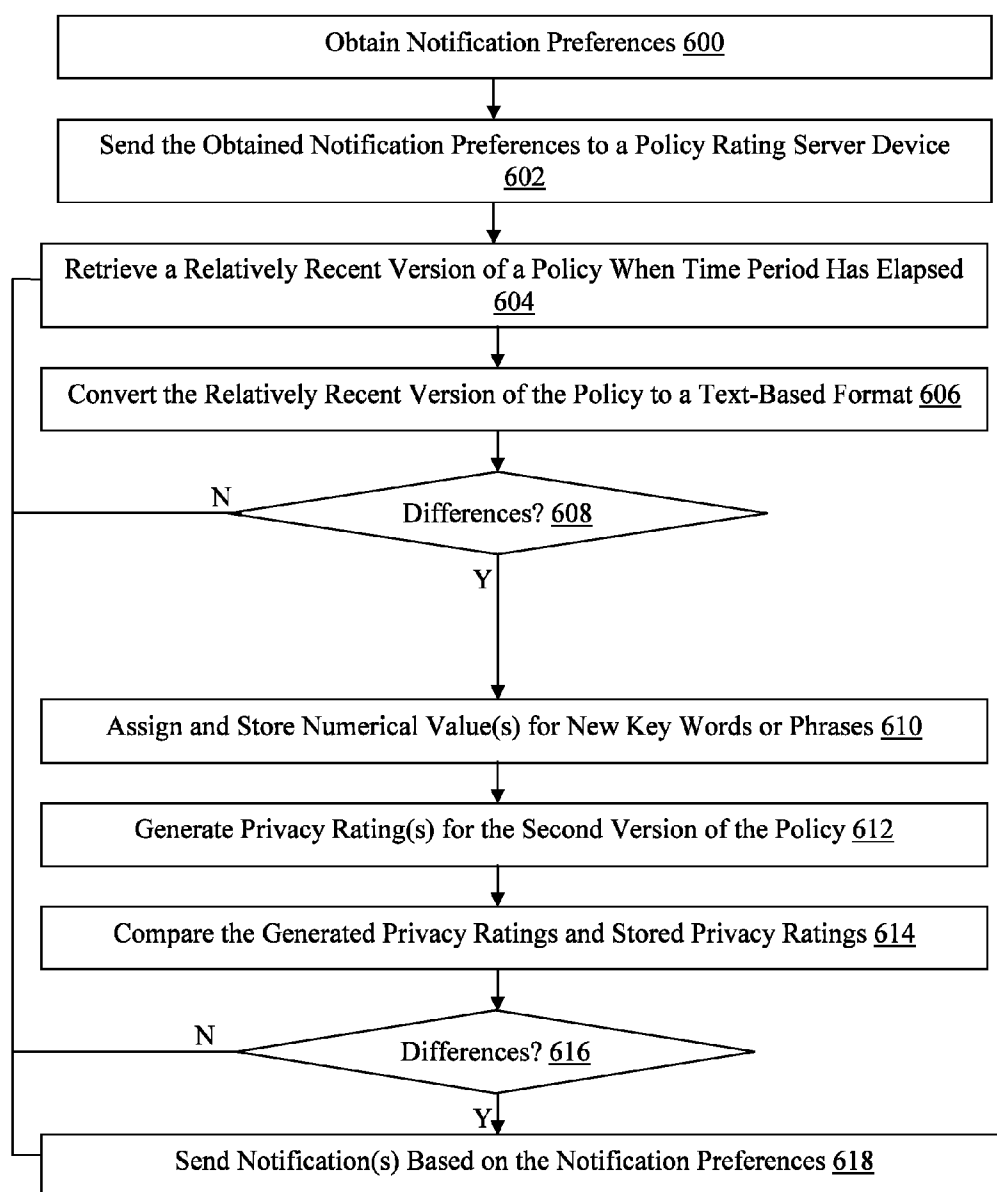 Obtain Notification Preferences 600
Send the Obtained Notification Preferences to a Policy Rating Server Device
602
Retrieve a Relatively Recent Version of a Policy When Time Period Has Elapsed
604
Convert the Relatively Recent Version of the Policy to a Text-Based Format 606
N
Differences? 608
Y
Assign and Store Numerical Value(s) for New Key Words or Phrases 610
Generate Privacy Rating(s) for the Second Version of the Policy 612
Compare the Generated Privacy Ratings and Stored Privacy Ratings 614
N
Differences? 616
Y
Send Notification(s) Based on the Notification Preferences 618